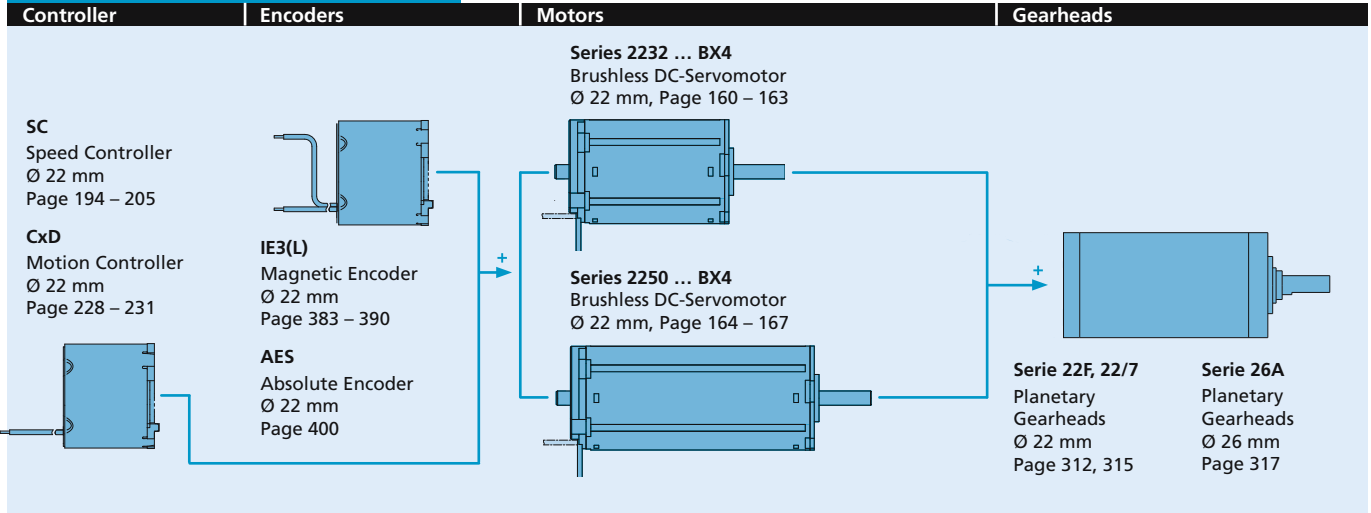 Controller
Encoders
Motors
Gearheads
SC
Speed Controller
Ø 22 mm
Page 194 – 205
CxD
Motion Controller
Ø 22 mm
Page 228 – 231
IE3(L)
Magnetic Encoder
Ø 22 mm
Page 383 – 390
AES
Absolute Encoder
Ø 22 mm
Page 400
+
Series 2232 … BX4
Brushless DC-Servomotor
Ø 22 mm, Page 160 – 163
Series 2250 … BX4
Brushless DC-Servomotor
Ø 22 mm, Page 164 – 167
+
Serie 22F, 22/7
Planetary
Gearheads
Ø 22 mm
Page 312, 315
Serie 26A
Planetary
Gearheads
Ø 26 mm
Page 317